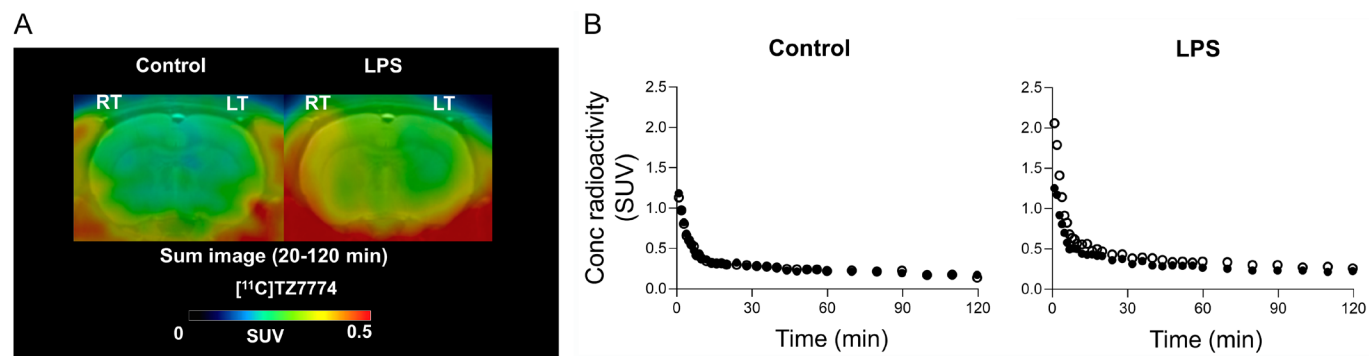 A
Control LPS
RT LT RT LT
Sum image (20-120 min)
[¹¹C]TZ7774
0 SUV 0.5
B
Control
Conc radioactivity
(SUV)
2.5
2.0
1.5
1.0
0.5
0.0
0 30 60 90 120
Time (min)
LPS
2.5
2.0
1.5
1.0
0.5
0.0
0 30 60 90 120
Time (min)